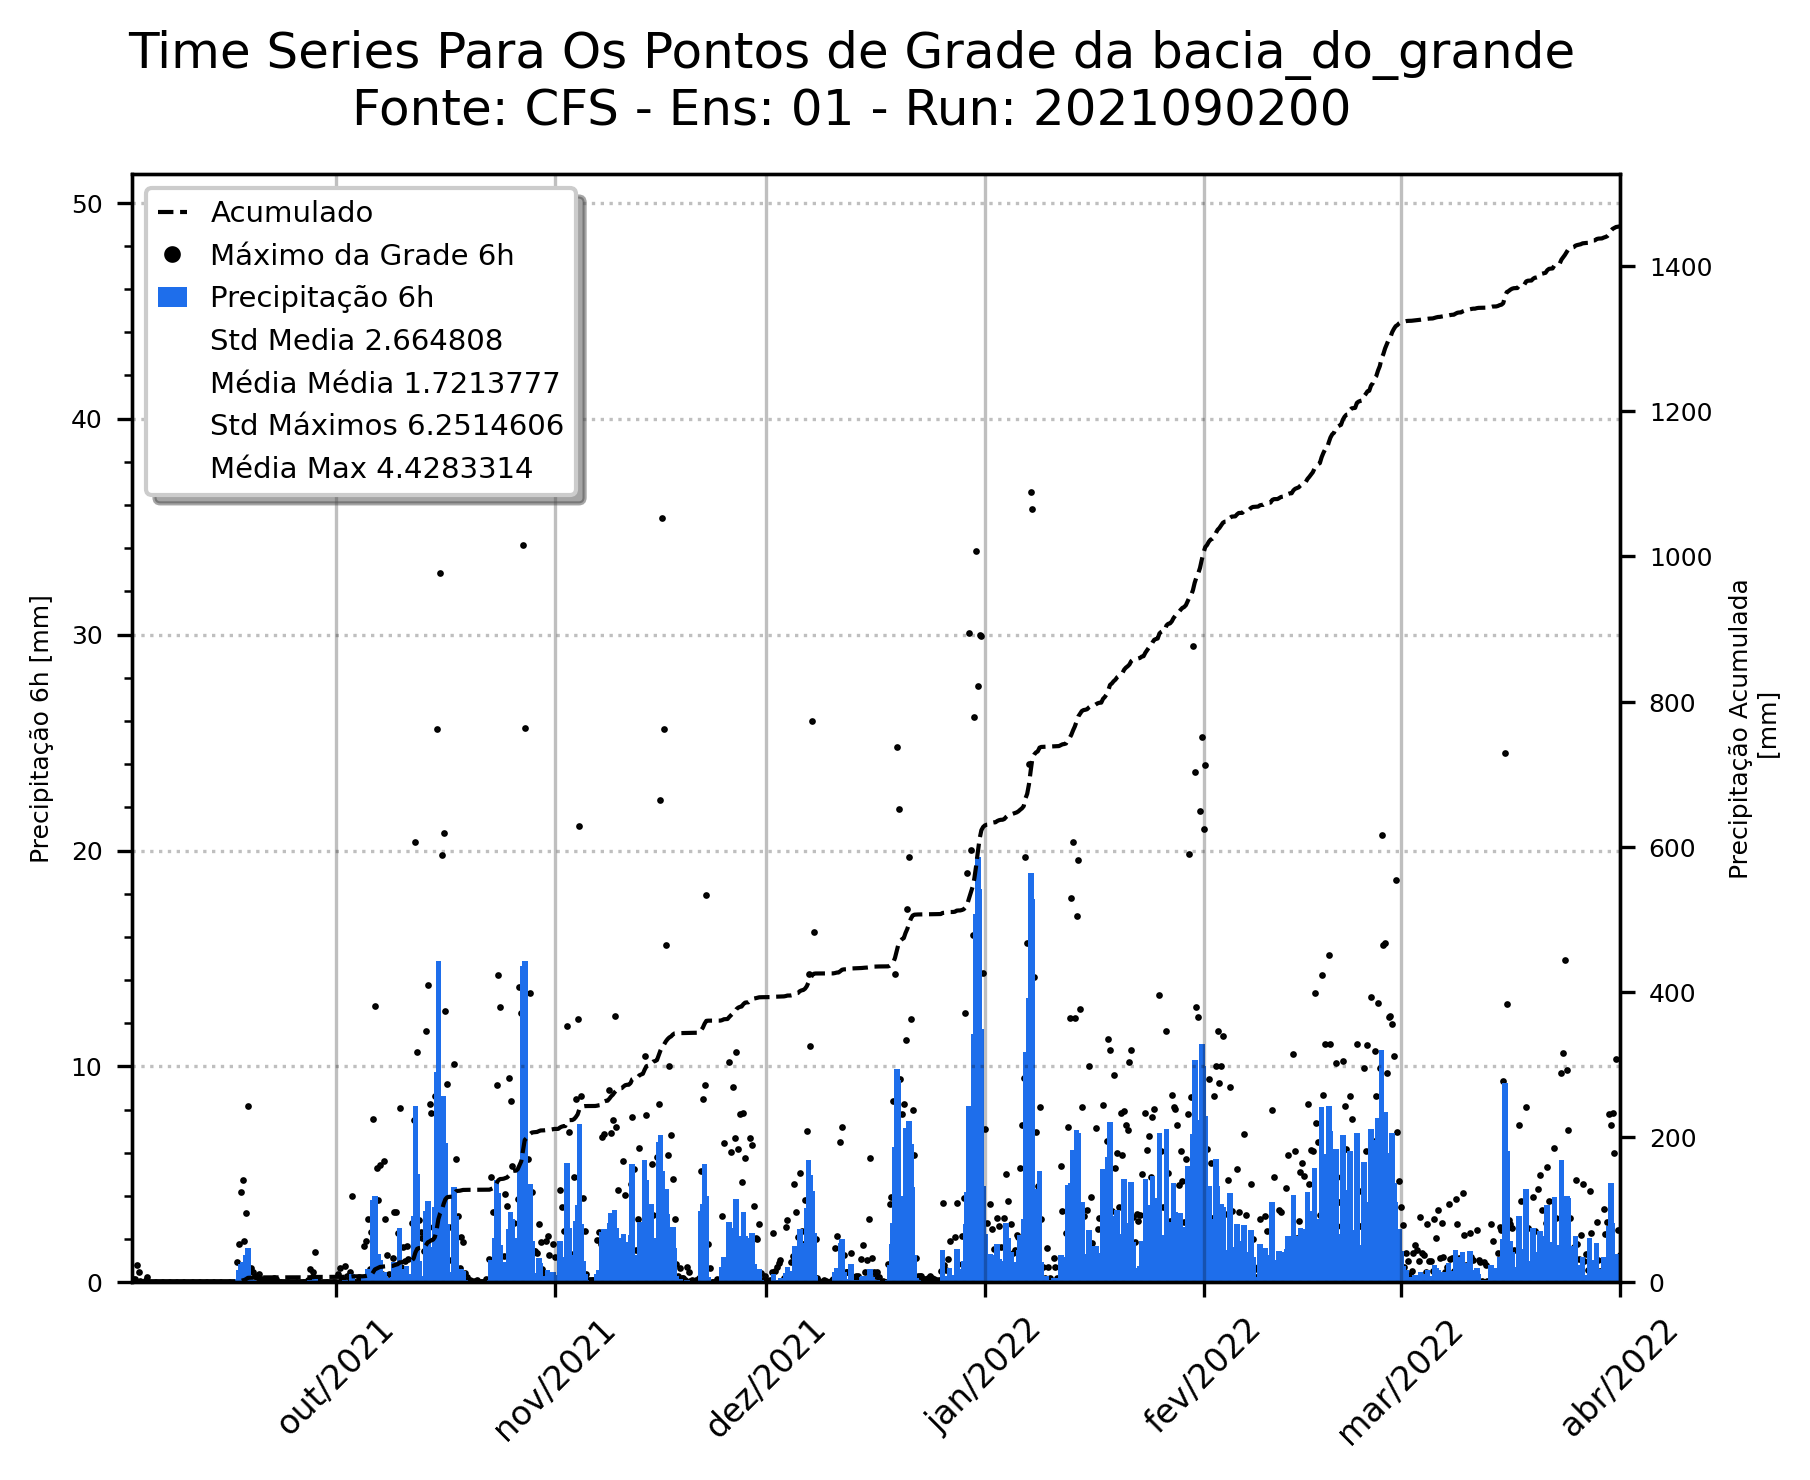 Time Series Para Os Pontos de Grade da bacia_do_grande
Fonte: CFS - Ens: 01 - Run: 2021090200
Acumulado
Máximo da Grade 6h
Precipitação 6h
Std Media 2.664808
Média Média 1.7213777
Std Máximos 6.2514606
Média Max 4.4283314
Precipitação 6h [mm]
50
40
30
20
10
0
1400
1200
1000
800
600
400
200
0
Precipitação Acumulada
[mm]
out/2021
nov/2021
dez/2021
jan/2022
fev/2022
mar/2022
abr/2022